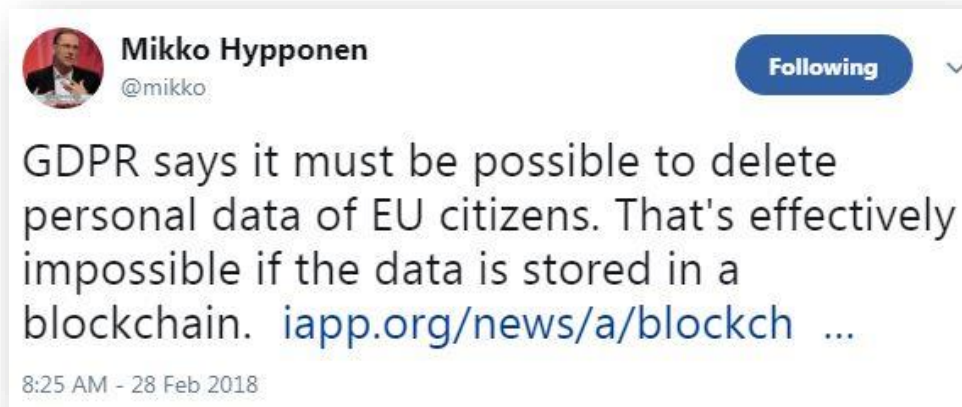 Mikko Hypponen
@mikko
Following
GDPR says it must be possible to delete
personal data of EU citizens. That's effectively
impossible if the data is stored in a
blockchain. iapp.org/news/a/blockch ...
8:25 AM - 28 Feb 2018